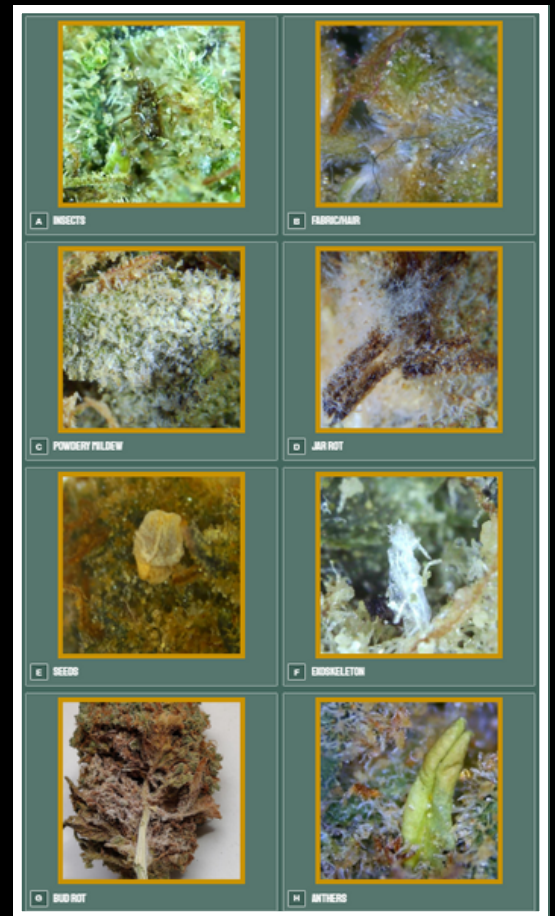 A INSECTS
B FABRIC/HAIR
C POWDERY MILDEW
D JAR ROT
E SEEDS
F EXOSKELETON
G BUD ROT
H ANTHERS